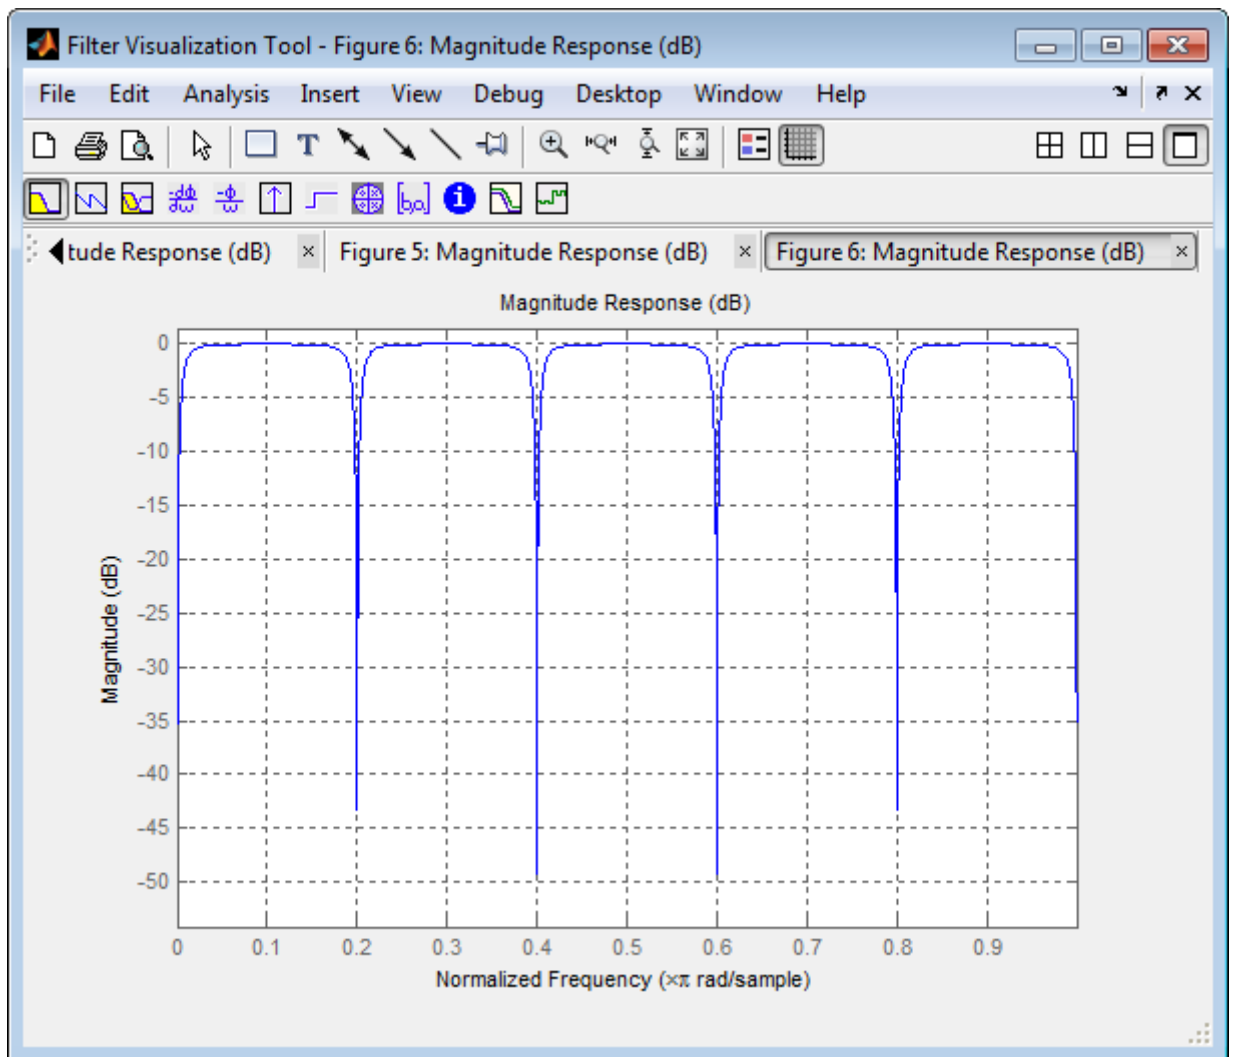 Filter Visualization Tool - Figure 6: Magnitude Response (dB)
File Edit Analysis Insert View Debug Desktop Window Help
T
[b,a] i
tude Response (dB) × Figure 5: Magnitude Response (dB) × Figure 6: Magnitude Response (dB) ×
Magnitude Response (dB)
0
-5
-10
-15
-20
-25
-30
-35
-40
-45
-50
Magnitude (dB)
0 0.1 0.2 0.3 0.4 0.5 0.6 0.7 0.8 0.9
Normalized Frequency (×π rad/sample)